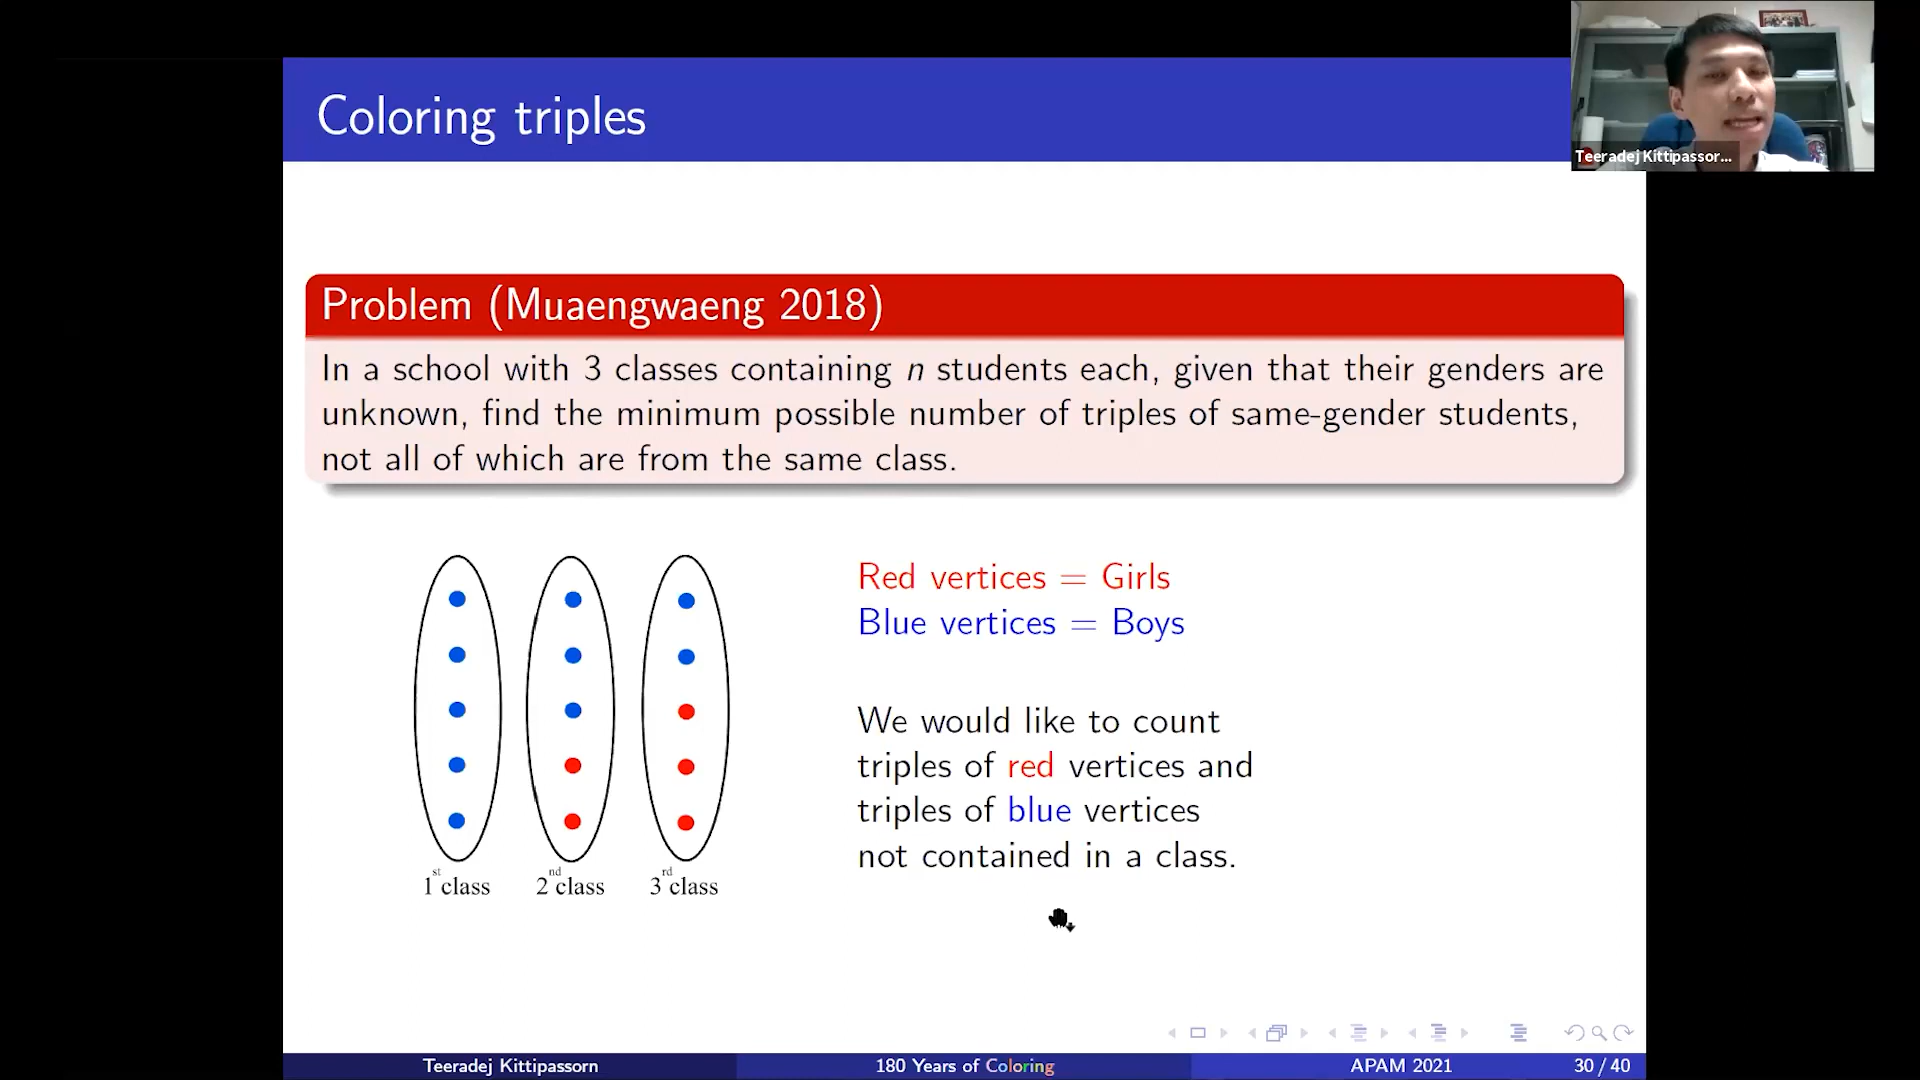 Coloring triples
Teeradej Kittipassor...
Problem (Muaengwaeng 2018)
In a school with 3 classes containing n students each, given that their genders are
unknown, find the minimum possible number of triples of same-gender students,
not all of which are from the same class.
Red vertices = Girls
Blue vertices = Boys
We would like to count
triples of red vertices and
triples of blue vertices
not contained in a class.
1st class 2nd class 3rd class
Teeradej Kittipassorn 180 Years of Coloring APAM 2021 30 / 40